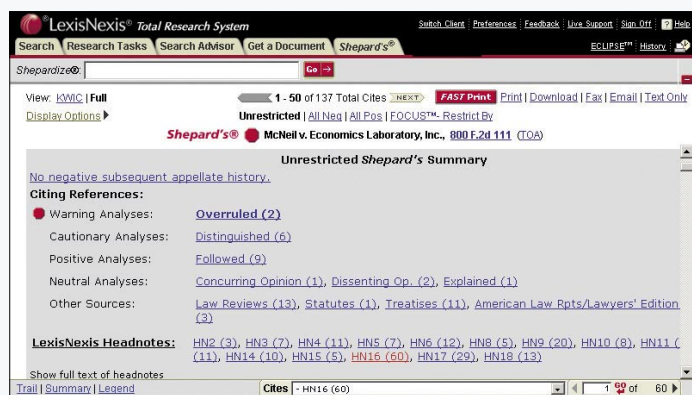 LexisNexis® Total Research System
Switch Client | Preferences | Feedback | Live Support | Sign Off | ? Help
Search Research Tasks Search Advisor Get a Document Shepard's®
ECLIPSE™ | History
Shepardize®: Go →
View: KWIC | Full 1 - 50 of 137 Total Cites NEXT FAST Print Print | Download | Fax | Email | Text Only
Display Options Unrestricted | All Neg | All Pos | FOCUS™- Restrict By
Shepard's® McNeil v. Economics Laboratory, Inc., 800 F.2d 111 (TOA)
Unrestricted Shepard's Summary
No negative subsequent appellate history.
Citing References:
Warning Analyses: Overruled (2)
Cautionary Analyses: Distinguished (6)
Positive Analyses: Followed (9)
Neutral Analyses: Concurring Opinion (1), Dissenting Op. (2), Explained (1)
Other Sources: Law Reviews (13), Statutes (1), Treatises (11), American Law Rpts/Lawyers' Edition
(3)
LexisNexis Headnotes: HN2 (3), HN3 (7), HN4 (11), HN5 (7), HN6 (12), HN8 (5), HN9 (20), HN10 (8), HN11 (
(11), HN14 (10), HN15 (5), HN16 (60), HN17 (29), HN18 (13)
Show full text of headnotes
Trail | Summary | Legend Cites - HN16 (60) 1 GO of 60